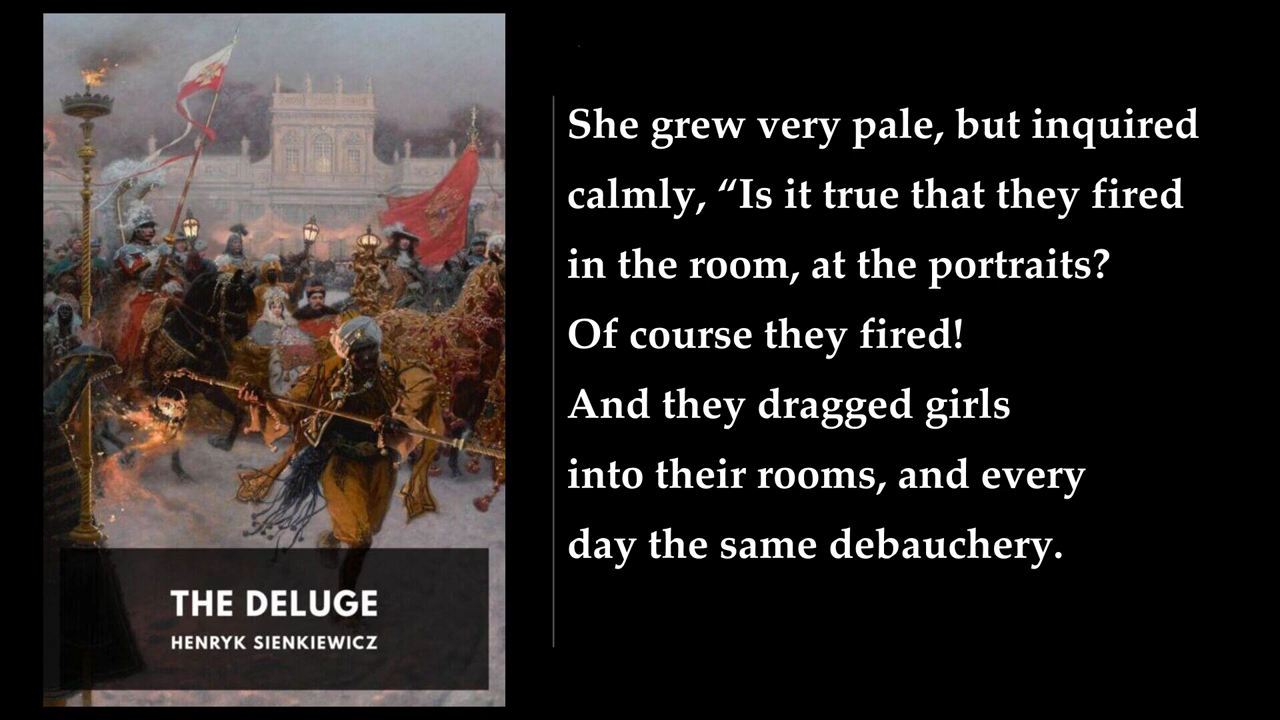 THE DELUGE
HENRYK SIENKIEWICZ
She grew very pale, but inquired
calmly, “Is it true that they fired
in the room, at the portraits?
Of course they fired!
And they dragged girls
into their rooms, and every
day the same debauchery.